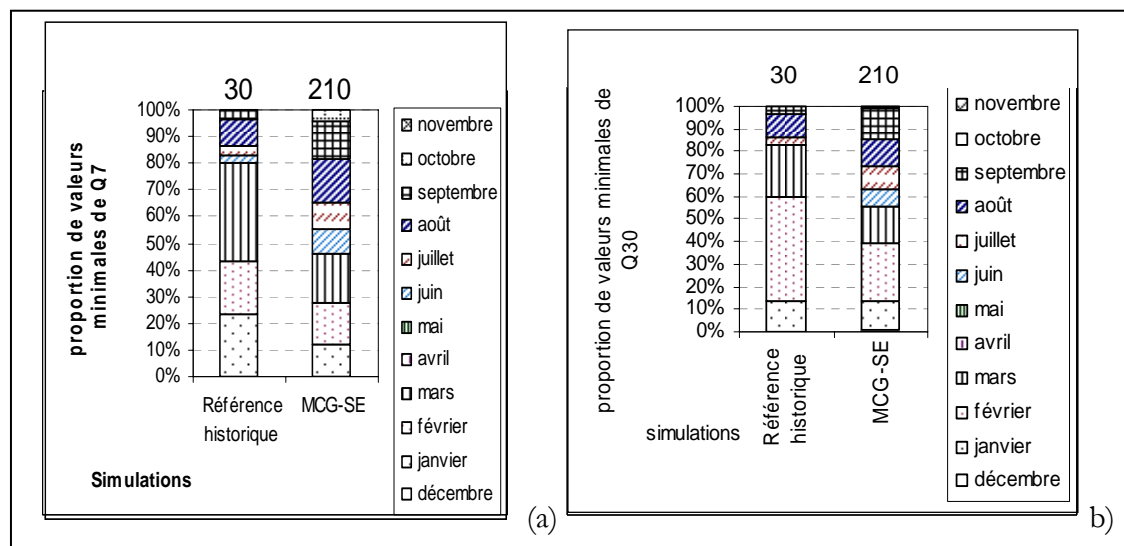 30 210
proportion de valeurs
minimales de Q7
100%
90%
80%
70%
60%
50%
40%
30%
20%
10%
0%
Référence
historique
MCG-SE
Simulations
novembre
octobre
septembre
août
juillet
juin
mai
avril
mars
février
janvier
décembre
(a)
30 210
proportion de valeurs minimales de
Q30
100%
90%
80%
70%
60%
50%
40%
30%
20%
10%
0%
simulations
Référence
historique
MCG-SE
novembre
octobre
septembre
août
juillet
juin
mai
avril
mars
février
janvier
décembre
b)